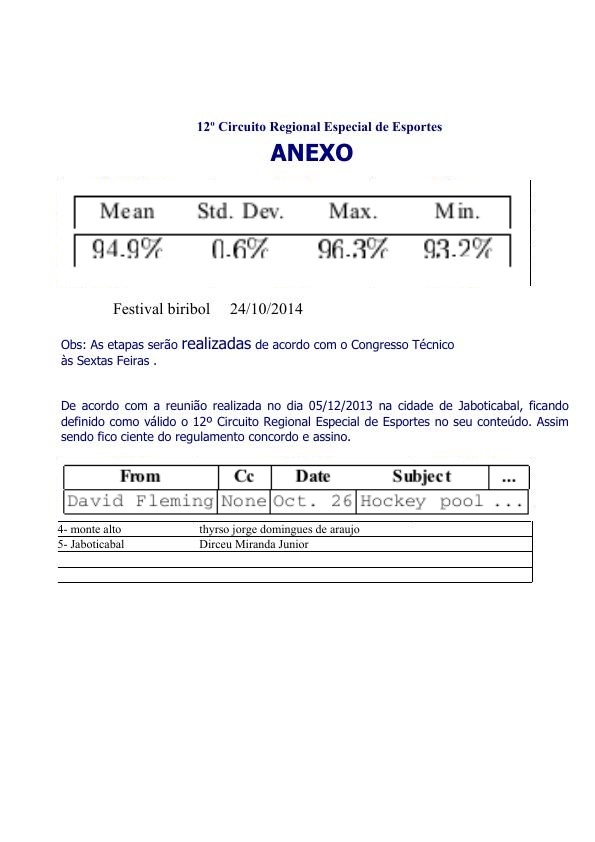 12º Circuito Regional Especial de Esportes
ANEXO
Mean Std. Dev. Max. Min.
94.9% 0.6% 96.3% 93.2%
Festival biribol 24/10/2014
Obs: As etapas serão realizadas de acordo com o Congresso Técnico
às Sextas Feiras .
De acordo com a reunião realizada no dia 05/12/2013 na cidade de Jaboticabal, ficando
definido como válido o 12º Circuito Regional Especial de Esportes no seu conteúdo. Assim
sendo fico ciente do regulamento concordo e assino.
From Cc Date Subject ...
David Fleming None Oct. 26 Hockey pool ...
4- monte alto thyrso jorge domingues de araujo
5- Jaboticabal Dirceu Miranda Junior